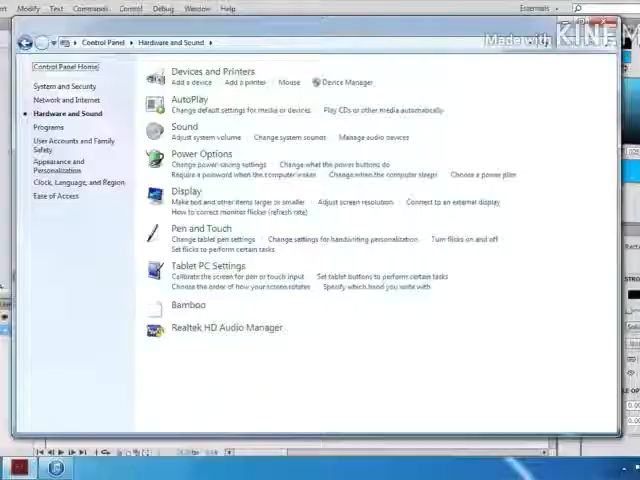 Modify Text Commands Control Debug Window Help Essentials
Made with KINEM
Control Panel Hardware and Sound
Control Panel Home
System and Security
Network and Internet
Hardware and Sound
Programs
User Accounts and Family
Safety
Appearance and
Personalization
Clock, Language, and Region
Ease of Access
Devices and Printers
Add a device Add a printer Mouse Device Manager
AutoPlay
Change default settings for media or devices Play CDs or other media automatically
Sound
Adjust system volume Change system sounds Manage audio devices
Power Options
Change power-saving settings Change what the power buttons do
Require a password when the computer wakes Change when the computer sleeps Choose a power plan
Display
Make text and other items larger or smaller Adjust screen resolution Connect to an external display
How to correct monitor flicker (refresh rate)
Pen and Touch
Change tablet pen settings Change settings for handwriting personalization Turn flicks on and off
Set flicks to perform certain tasks
Tablet PC Settings
Calibrate the screen for pen or touch input Set tablet buttons to perform certain tasks
Choose the order of how your screen rotates Specify which hand you write with
Bamboo
Realtek HD Audio Manager